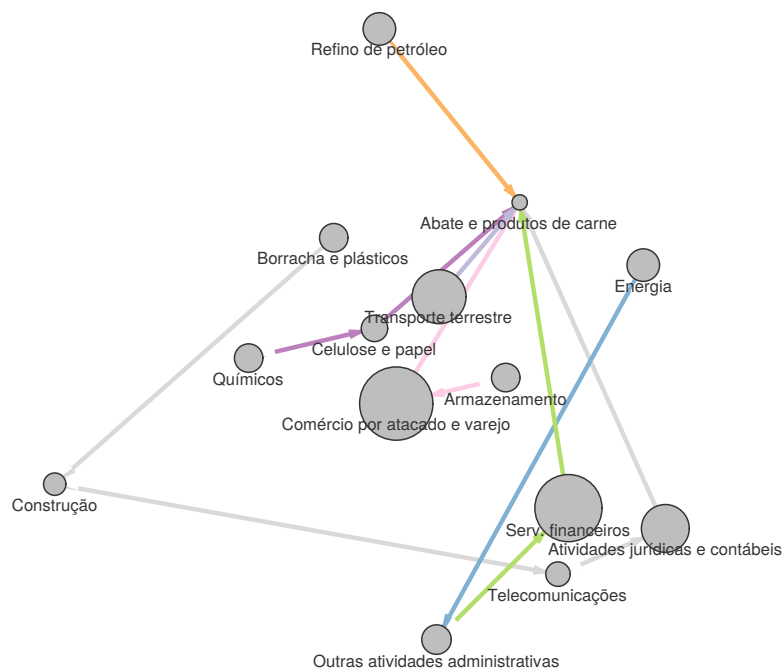 Refino de petróleo
Abate e produtos de carne
Borracha e plásticos
Energia
Transporte terrestre
Celulose e papel
Químicos
Armazenamento
Comércio por atacado e varejo
Construção
Serv. financeiros
Atividades jurídicas e contábeis
Telecomunicações
Outras atividades administrativas